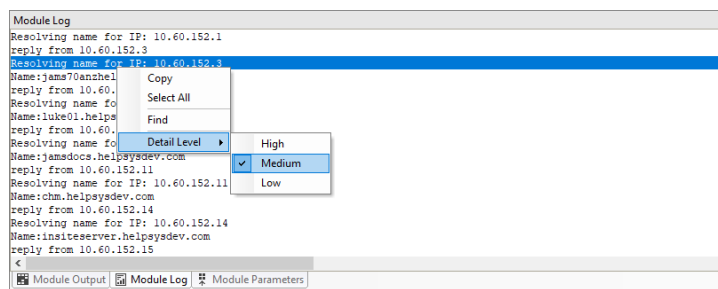 Module Log
Resolving name for IP: 10.60.152.1
reply from 10.60.152.3
Resolving name for IP: 10.60.152.3
Name:jams70anzhel
reply from 10.60.
Resolving name fo
Name:luke01.helps
reply from 10.60.
Resolving name fo
Name:jamsdocs.helpsysdev.com
reply from 10.60.152.11
Resolving name for IP: 10.60.152.11
Name:chm.helpsysdev.com
reply from 10.60.152.14
Resolving name for IP: 10.60.152.14
Name:insiteserver.helpsysdev.com
reply from 10.60.152.15
Copy
Select All
Find
Detail Level
High
Medium
Low
Module Output Module Log Module Parameters